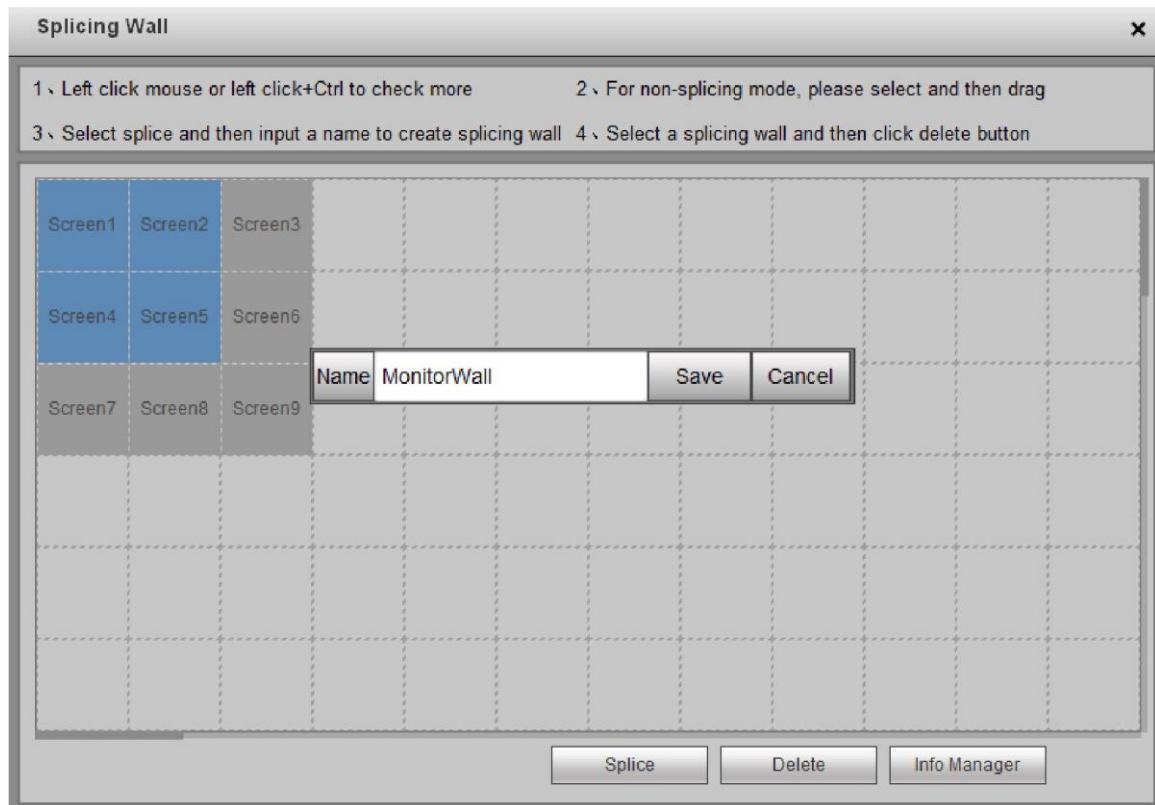 Splicing Wall
×
1、Left click mouse or left click+Ctrl to check more
2、For non-splicing mode, please select and then drag
3、Select splice and then input a name to create splicing wall
4、Select a splicing wall and then click delete button
Screen1 Screen2 Screen3
Screen4 Screen5 Screen6
Name MonitorWall Save Cancel
Screen7 Screen8 Screen9
Splice Delete Info Manager